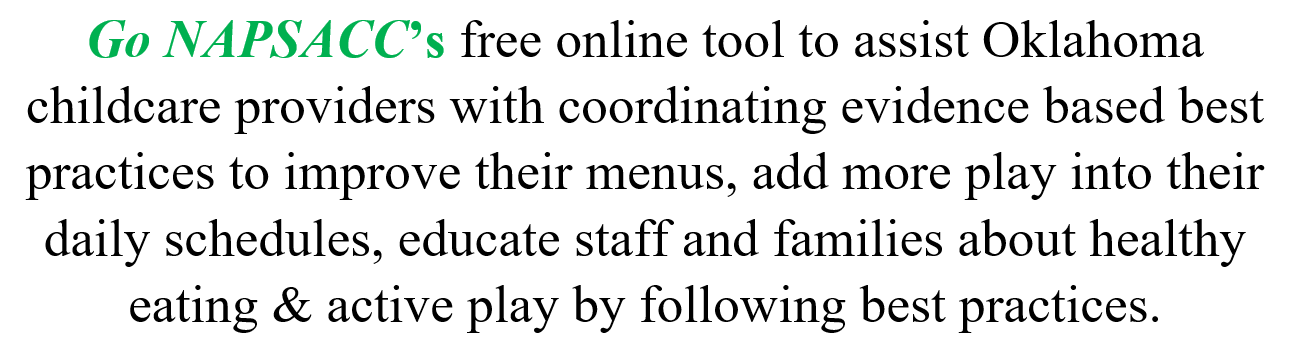 Go NAPSACC’s free online tool to assist Oklahoma
childcare providers with coordinating evidence based best
practices to improve their menus, add more play into their
daily schedules, educate staff and families about healthy
eating & active play by following best practices.